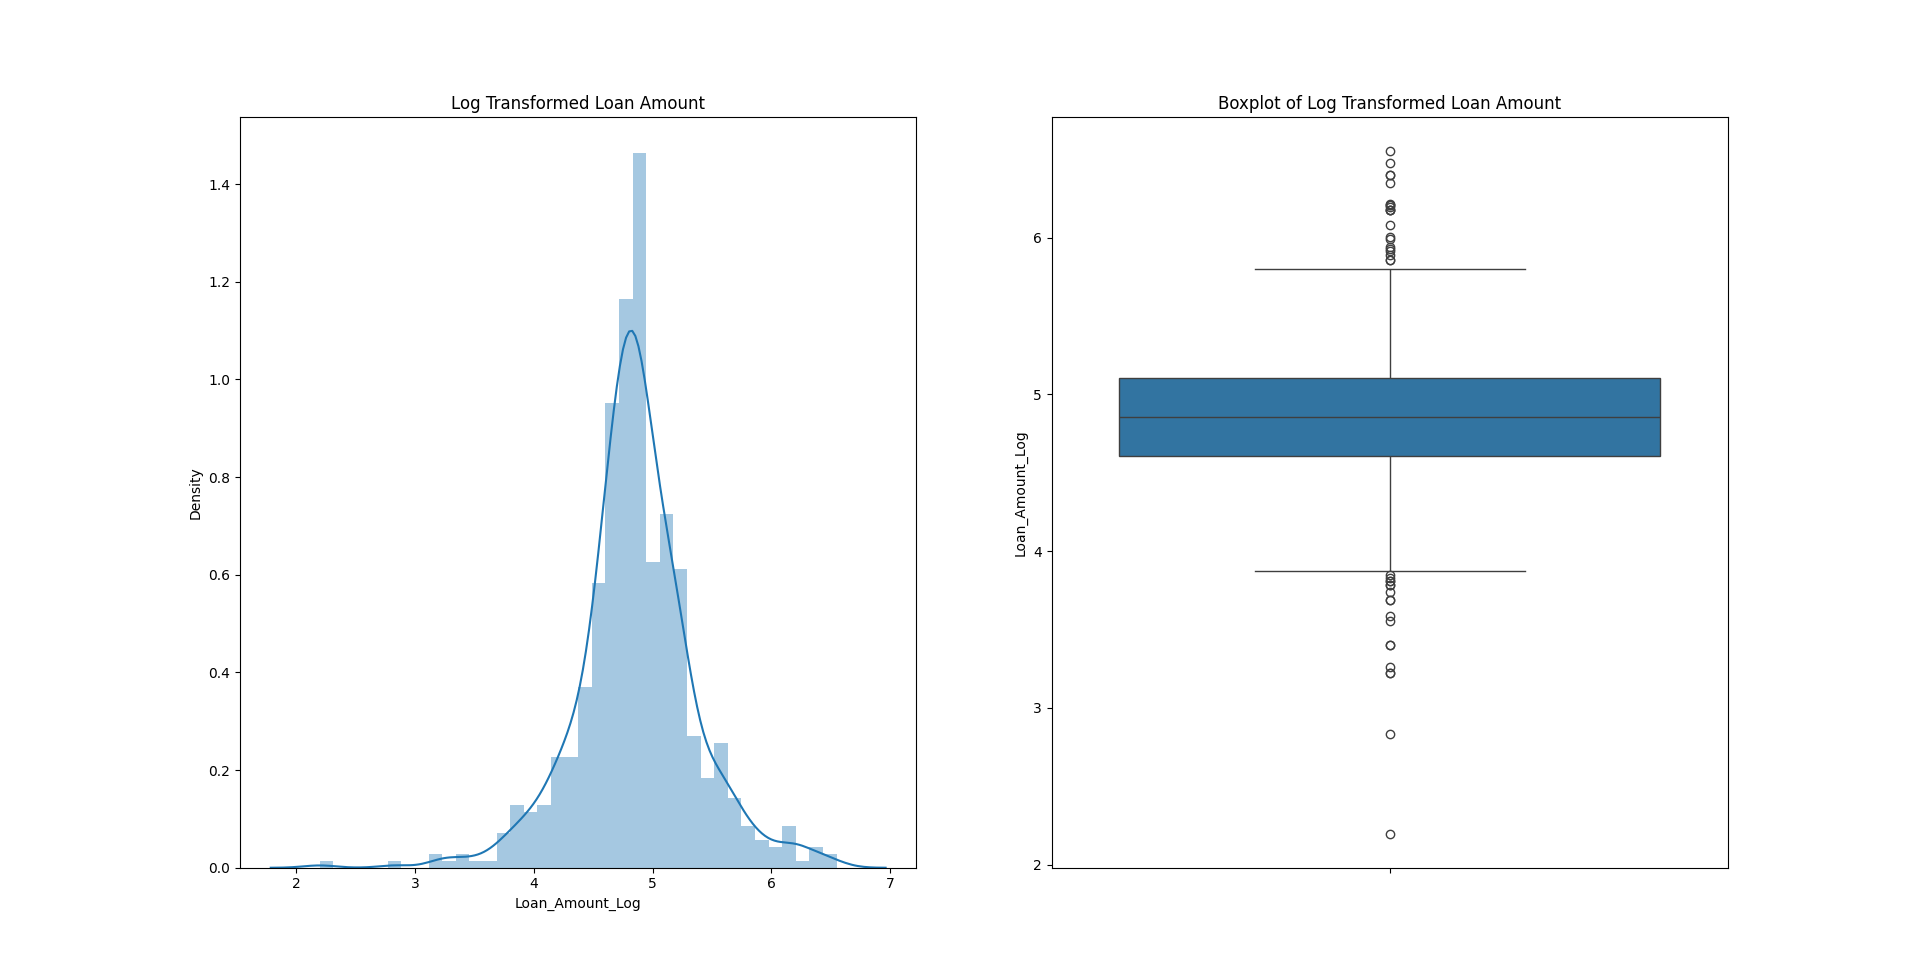 Log Transformed Loan Amount
1.4
1.2
1.0
0.8
0.6
0.4
0.2
0.0
Density
2 3 4 5 6 7
Loan_Amount_Log
Boxplot of Log Transformed Loan Amount
6
5
4
3
2
Loan_Amount_Log